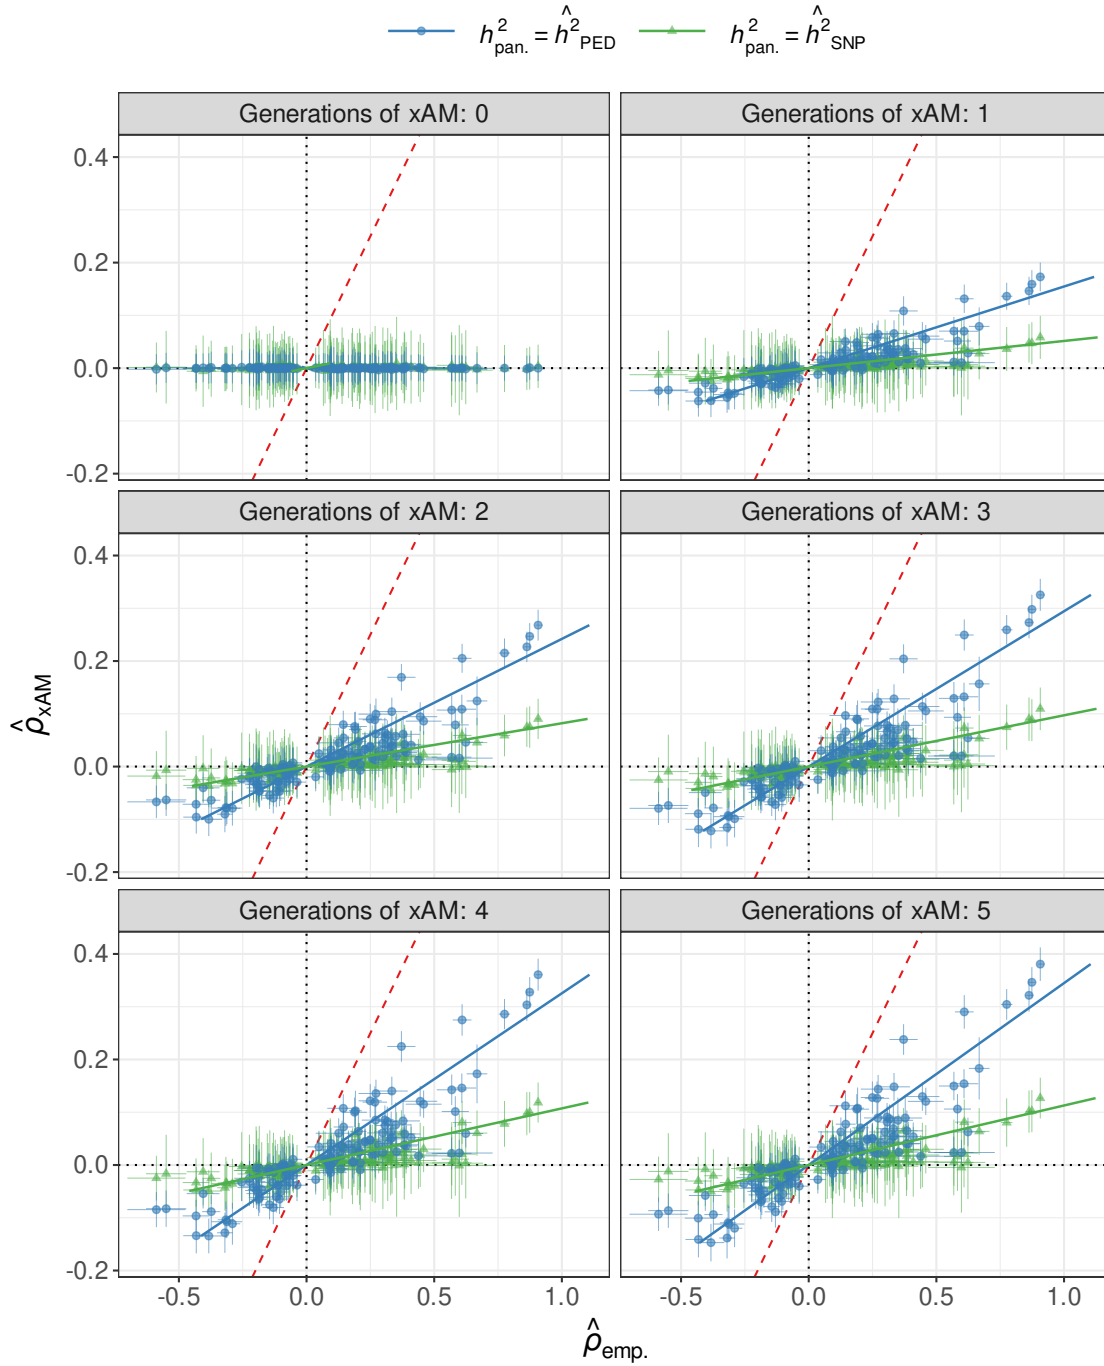 h²pan. = ĥ²PED h²pan. = ĥ²SNP
Generations of xAM: 0 Generations of xAM: 1
0.4
0.2
0.0
-0.2
Generations of xAM: 2 Generations of xAM: 3
0.4
0.2
0.0
-0.2
ρ̂xAM
Generations of xAM: 4 Generations of xAM: 5
0.4
0.2
0.0
-0.2
-0.5 0.0 0.5 1.0 -0.5 0.0 0.5 1.0
ρ̂emp.